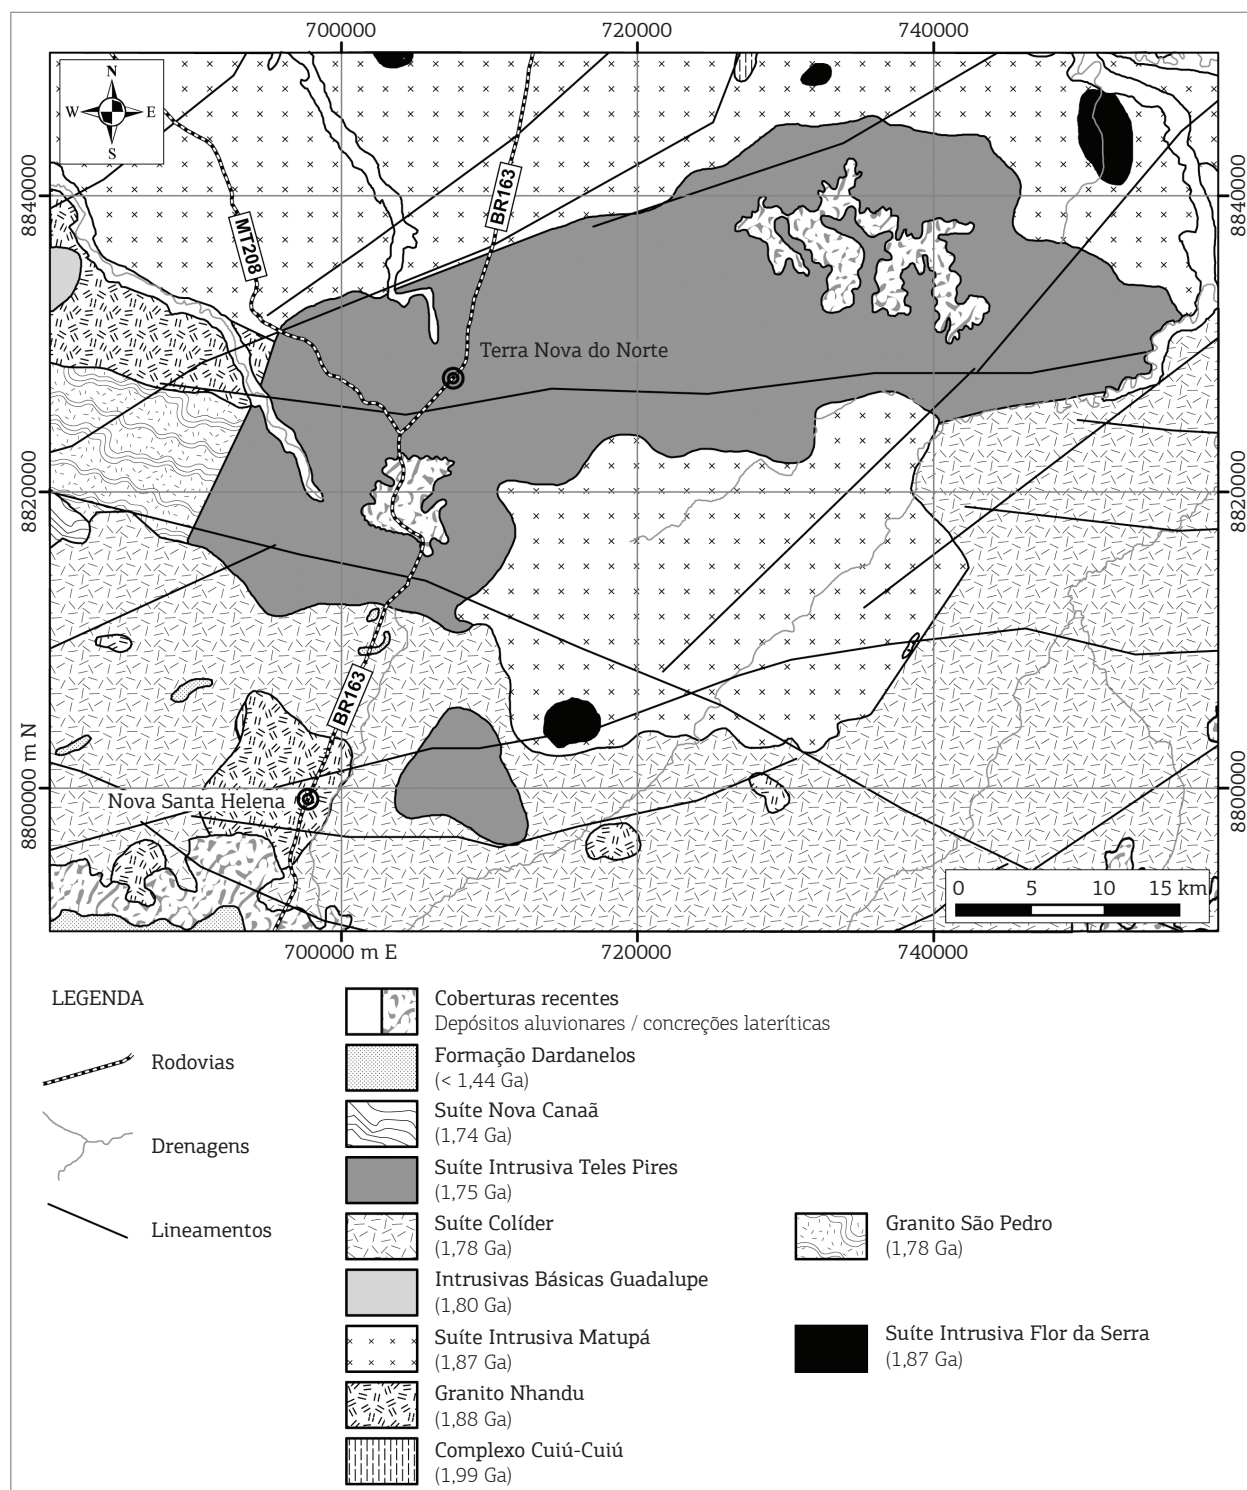 700000
720000
740000
N
W
E
S
8840000
8840000
MT208
BR163
Terra Nova do Norte
8820000
8820000
BR163
8800000 m N
8800000
Nova Santa Helena
0 5 10 15 km
700000 m E
720000
740000
LEGENDA
Rodovias
Drenagens
Lineamentos
Coberturas recentes
Depósitos aluvionares / concreções lateríticas
Formação Dardanelos
(< 1,44 Ga)
Suíte Nova Canaã
(1,74 Ga)
Suíte Intrusiva Teles Pires
(1,75 Ga)
Suíte Colíder
(1,78 Ga)
Granito São Pedro
(1,78 Ga)
Intrusivas Básicas Guadalupe
(1,80 Ga)
Suíte Intrusiva Matupá
(1,87 Ga)
Suíte Intrusiva Flor da Serra
(1,87 Ga)
Granito Nhandu
(1,88 Ga)
Complexo Cuiú-Cuiú
(1,99 Ga)